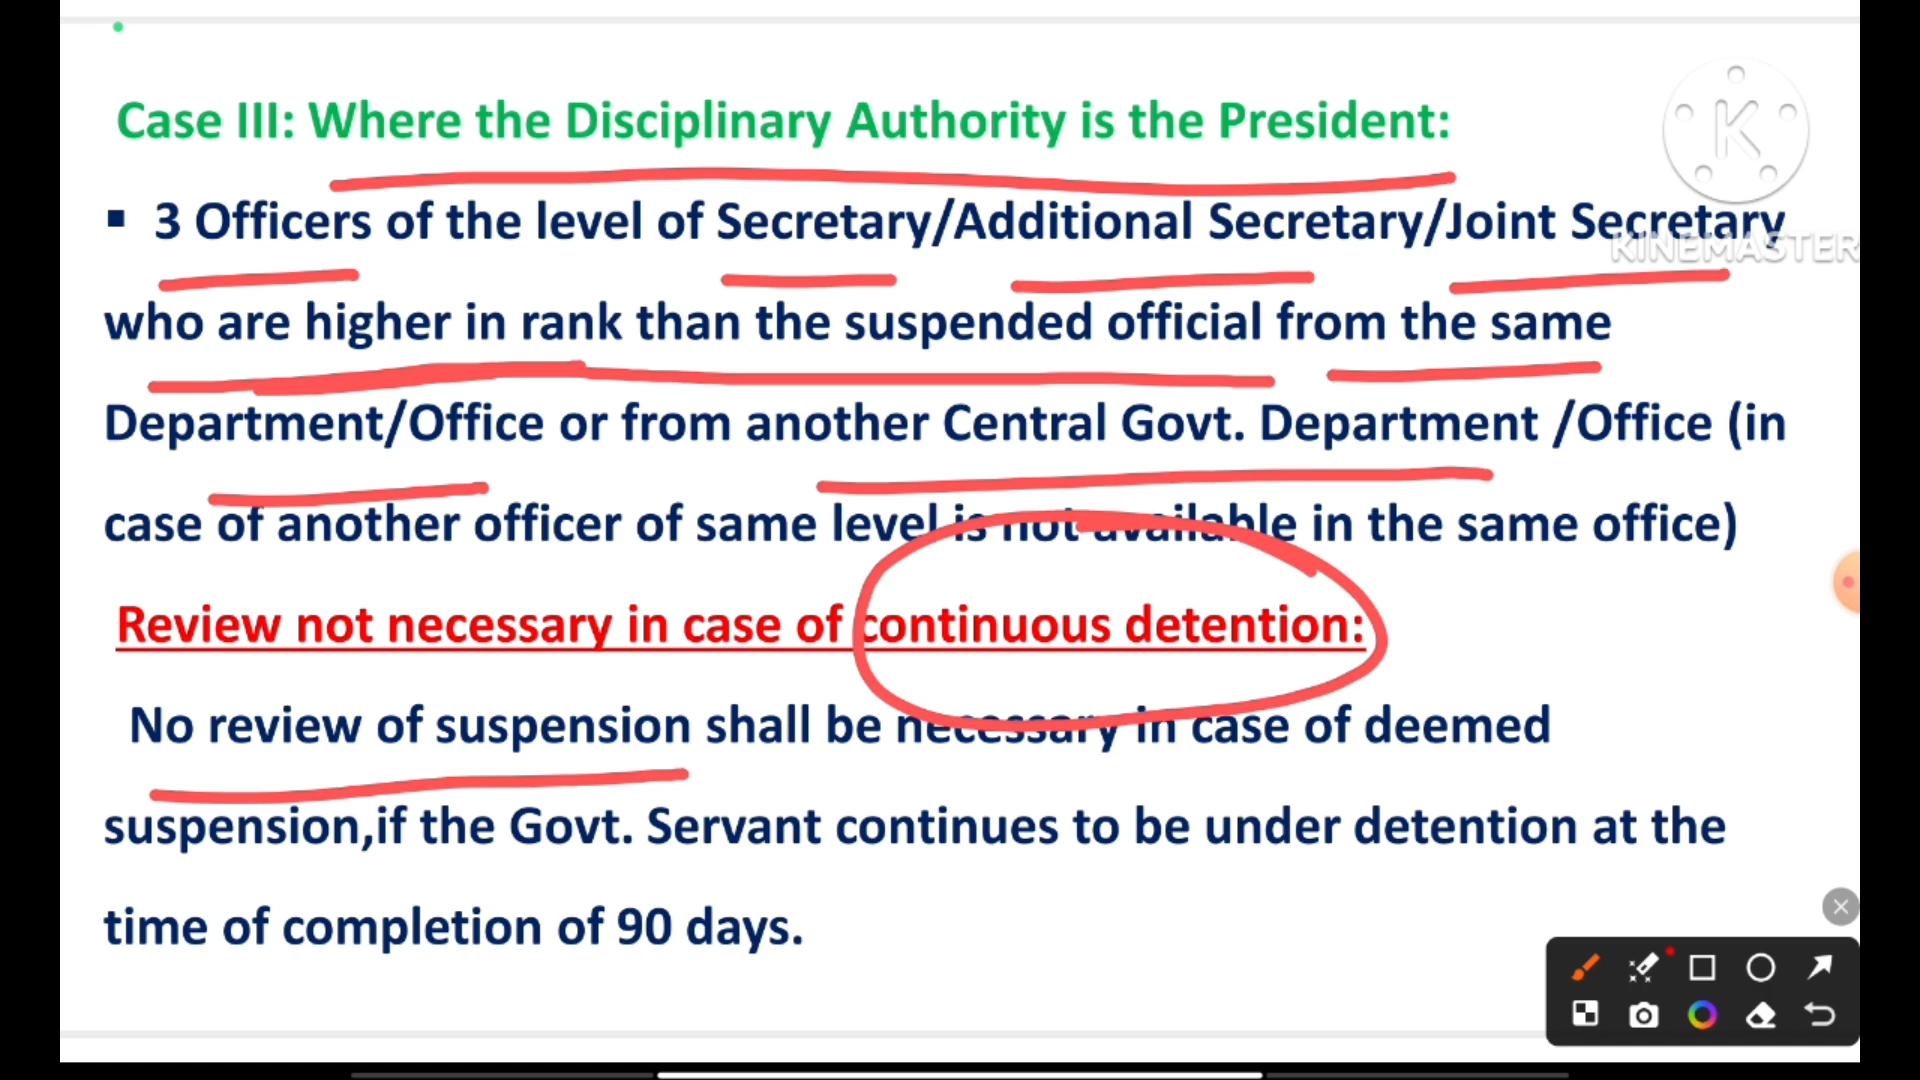 Case III: Where the Disciplinary Authority is the President:
▪ 3 Officers of the level of Secretary/Additional Secretary/Joint Secretary
KINEMASTER
who are higher in rank than the suspended official from the same
Department/Office or from another Central Govt. Department /Office (in
case of another officer of same level is not available in the same office)
Review not necessary in case of continuous detention:
No review of suspension shall be necessary in case of deemed
suspension,if the Govt. Servant continues to be under detention at the
time of completion of 90 days.